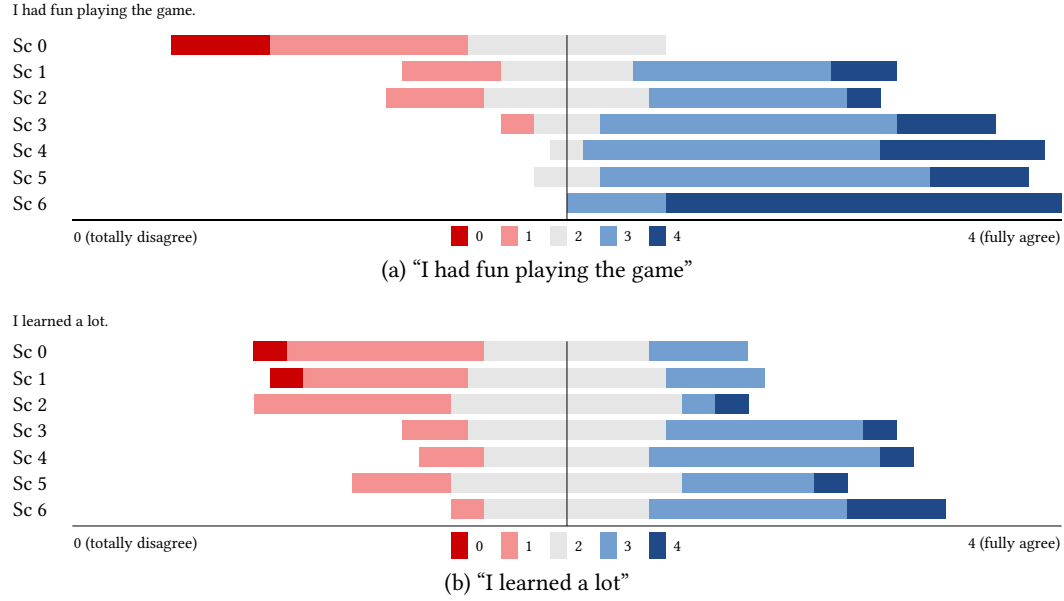 I had fun playing the game.
Sc 0
Sc 1
Sc 2
Sc 3
Sc 4
Sc 5
Sc 6
0 (totally disagree) 0 1 2 3 4 4 (fully agree)
(a) “I had fun playing the game”
I learned a lot.
Sc 0
Sc 1
Sc 2
Sc 3
Sc 4
Sc 5
Sc 6
0 (totally disagree) 0 1 2 3 4 4 (fully agree)
(b) “I learned a lot”